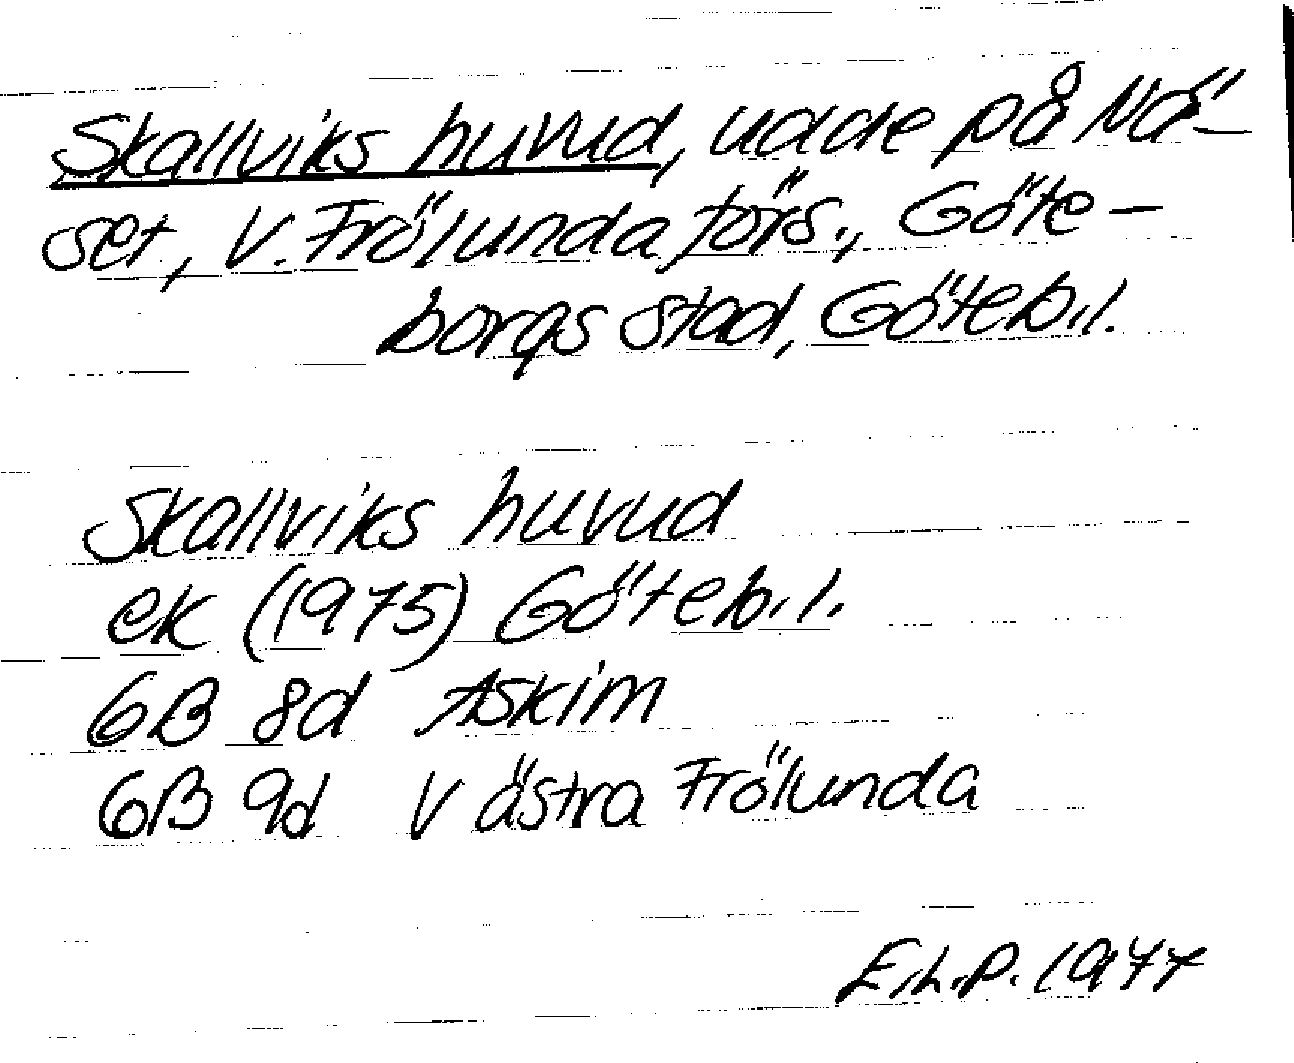 Skallviks huvud, udde på Nä-
set, V. Frölunda förs., Göte-
borgs stad, Göteb.l.
Skallviks huvud
ek (1975) Göteb.l.
6B 8d Askim
6B 9d Västra Frölunda
E.L.P. 1977